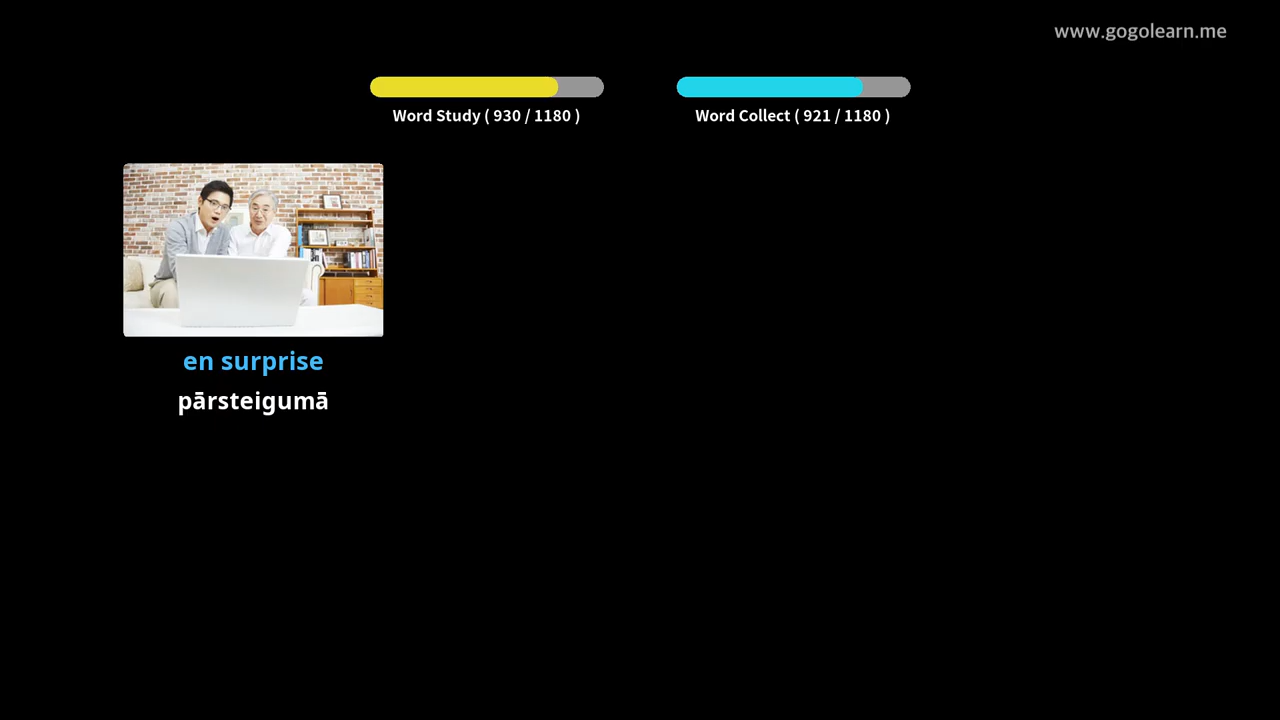 www.gogolearn.me
Word Study ( 930 / 1180 )
Word Collect ( 921 / 1180 )
en surprise
pārsteigumā